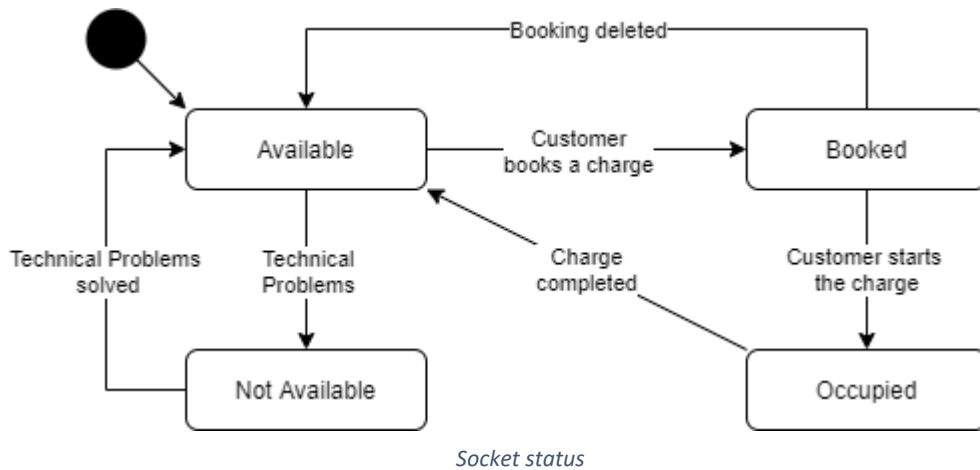 Booking deleted
Available
Customer
books a charge
Booked
Technical Problems
solved
Technical
Problems
Charge
completed
Customer starts
the charge
Not Available
Occupied
Socket status